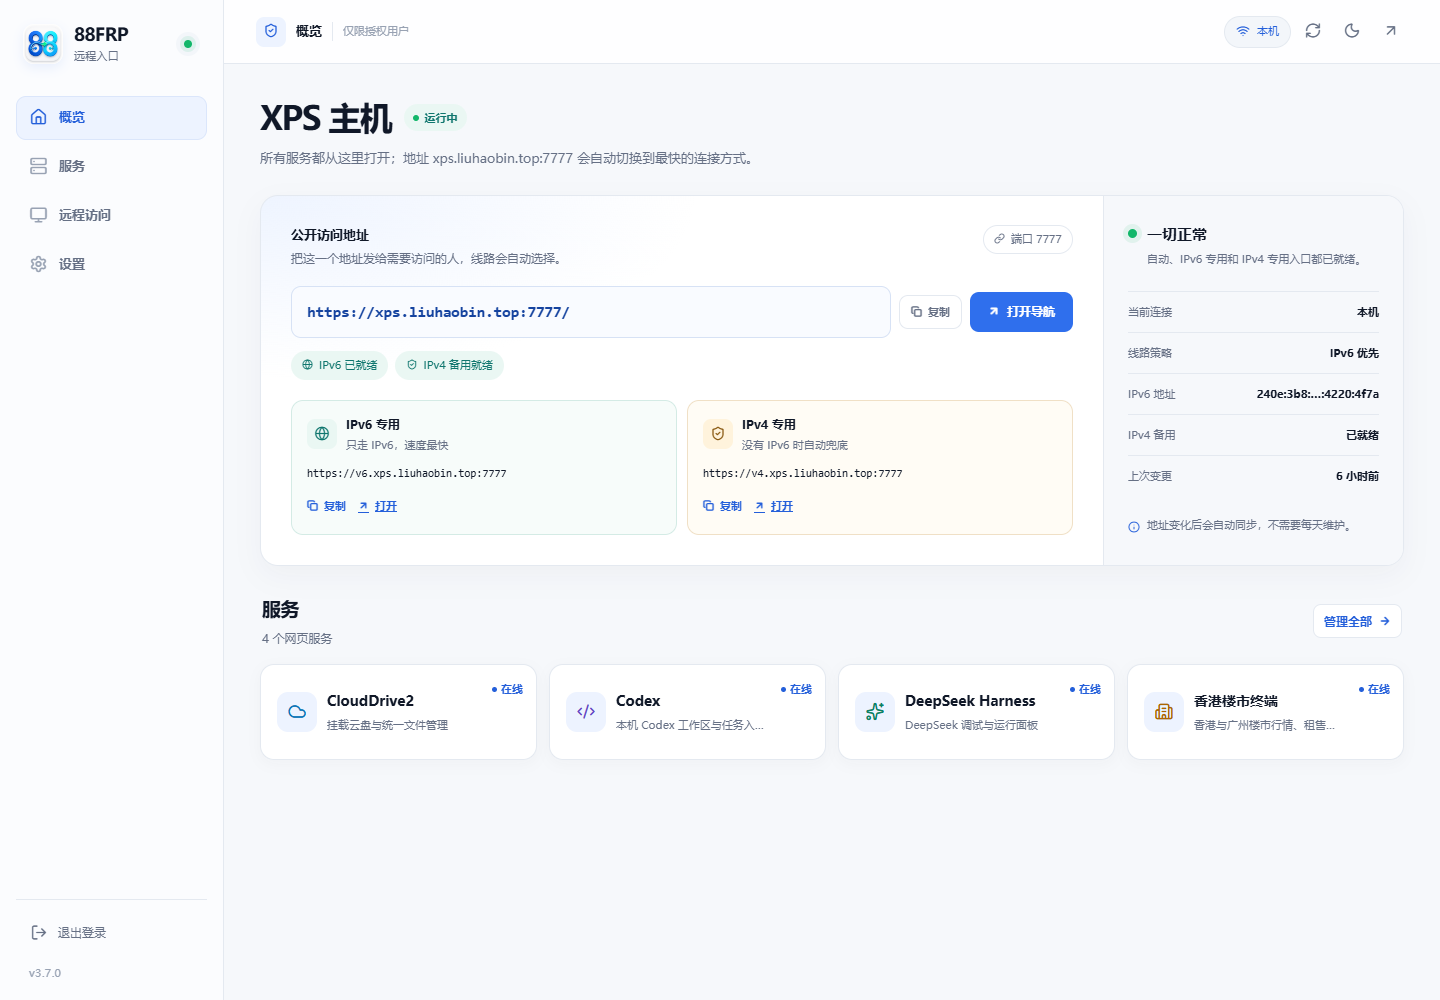 88FRP
远程入口
概览
服务
远程访问
设置
退出登录
v3.7.0
概览
仅限授权用户
本机
XPS 主机
运行中
所有服务都从这里打开；地址 xps.liuhaobin.top:7777 会自动切换到最快的连接方式。
公开访问地址
把这一个地址发给需要访问的人，线路会自动选择。
端口 7777
https://xps.liuhaobin.top:7777/
复制
打开导航
IPv6 已就绪
IPv4 备用就绪
IPv6 专用
只走 IPv6，速度最快
https://v6.xps.liuhaobin.top:7777
复制
打开
IPv4 专用
没有 IPv6 时自动兜底
https://v4.xps.liuhaobin.top:7777
复制
打开
一切正常
自动、IPv6 专用和 IPv4 专用入口都已就绪。
当前连接 本机
线路策略 IPv6 优先
IPv6 地址 240e:3b8:...:4220:4f7a
IPv4 备用 已就绪
上次变更 6 小时前
地址变化后会自动同步，不需要每天维护。
服务
4 个网页服务
管理全部
CloudDrive2
在线
挂载云盘与统一文件管理
Codex
在线
本机 Codex 工作区与任务入...
DeepSeek Harness
在线
DeepSeek 调试与运行面板
香港楼市终端
在线
香港与广州楼市行情、租售...